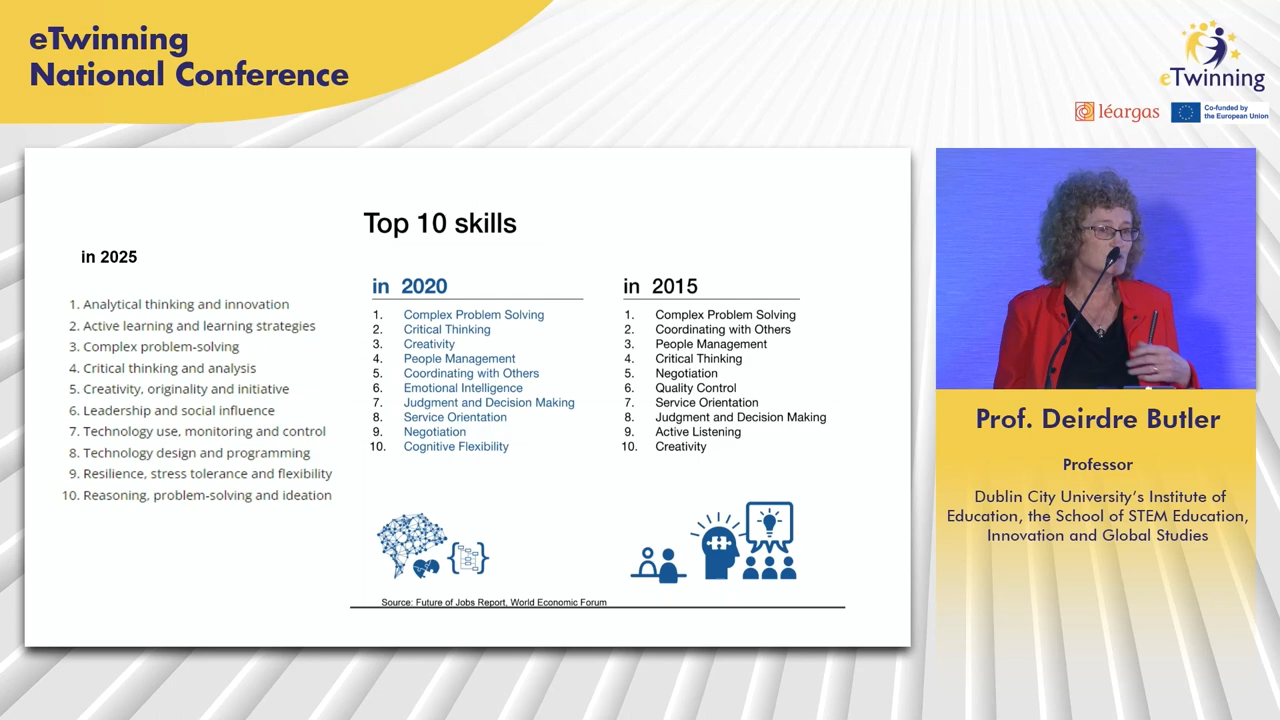 eTwinning
National Conference
eTwinning
léargas
Co-funded by
the European Union
Top 10 skills
in 2025
1. Analytical thinking and innovation
2. Active learning and learning strategies
3. Complex problem-solving
4. Critical thinking and analysis
5. Creativity, originality and initiative
6. Leadership and social influence
7. Technology use, monitoring and control
8. Technology design and programming
9. Resilience, stress tolerance and flexibility
10. Reasoning, problem-solving and ideation
in 2020
1. Complex Problem Solving
2. Critical Thinking
3. Creativity
4. People Management
5. Coordinating with Others
6. Emotional Intelligence
7. Judgment and Decision Making
8. Service Orientation
9. Negotiation
10. Cognitive Flexibility
in 2015
1. Complex Problem Solving
2. Coordinating with Others
3. People Management
4. Critical Thinking
5. Negotiation
6. Quality Control
7. Service Orientation
8. Judgment and Decision Making
9. Active Listening
10. Creativity
Source: Future of Jobs Report, World Economic Forum
Prof. Deirdre Butler
Professor
Dublin City University's Institute of
Education, the School of STEM Education,
Innovation and Global Studies